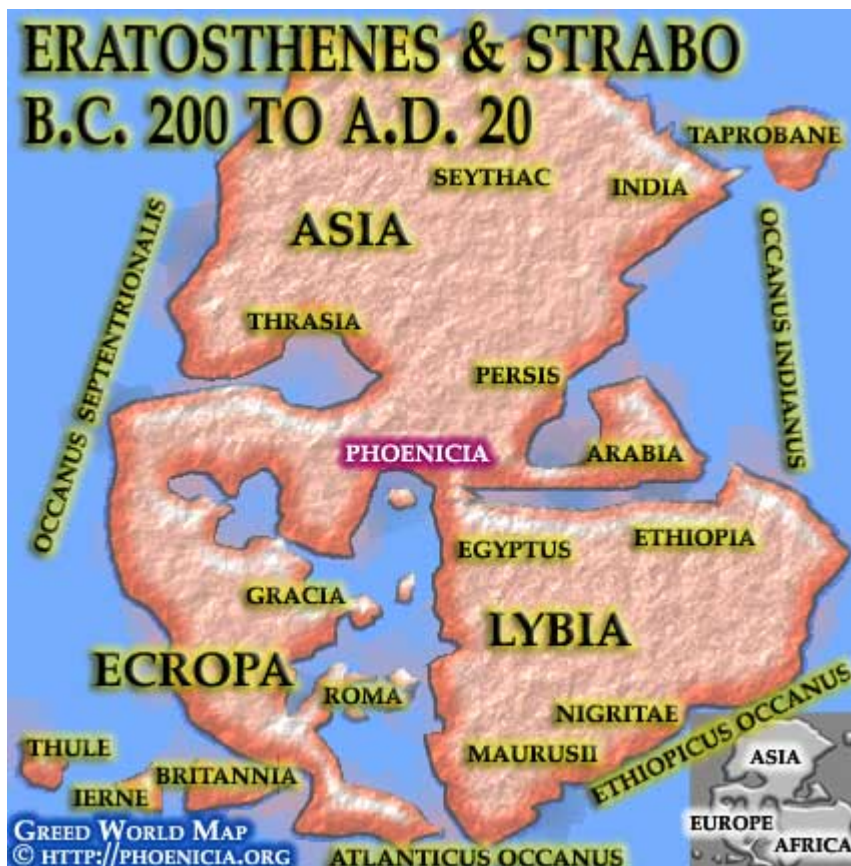 ERATOSTHENES & STRABO
B.C. 200 TO A.D. 20
TAPROBANE
SEYTHAC
INDIA
OCCANUS SEPTENTRIONALIS
ASIA
OCCANUS INDIANUS
THRASIA
PERSIS
PHOENICIA
ARABIA
EGYPTUS
ETHIOPIA
GRACIA
LYBIA
ECROPA
ROMA
NIGRITAE
ETHIOPICUS OCCANUS
THULE
BRITANNIA
MAURUSII
IERNE
ASIA
EUROPE
AFRICA
GREED WORLD MAP
© HTTP://PHOENICIA.ORG
ATLANTICUS OCCANUS